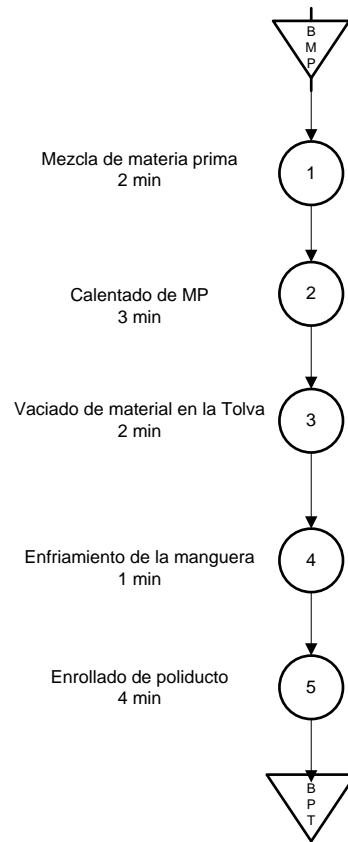 B
M
P
Mezcla de materia prima
2 min
1
Calentado de MP
3 min
2
Vaciado de material en la Tolva
2 min
3
Enfriamiento de la manguera
1 min
4
Enrollado de poliducto
4 min
5
B
P
T